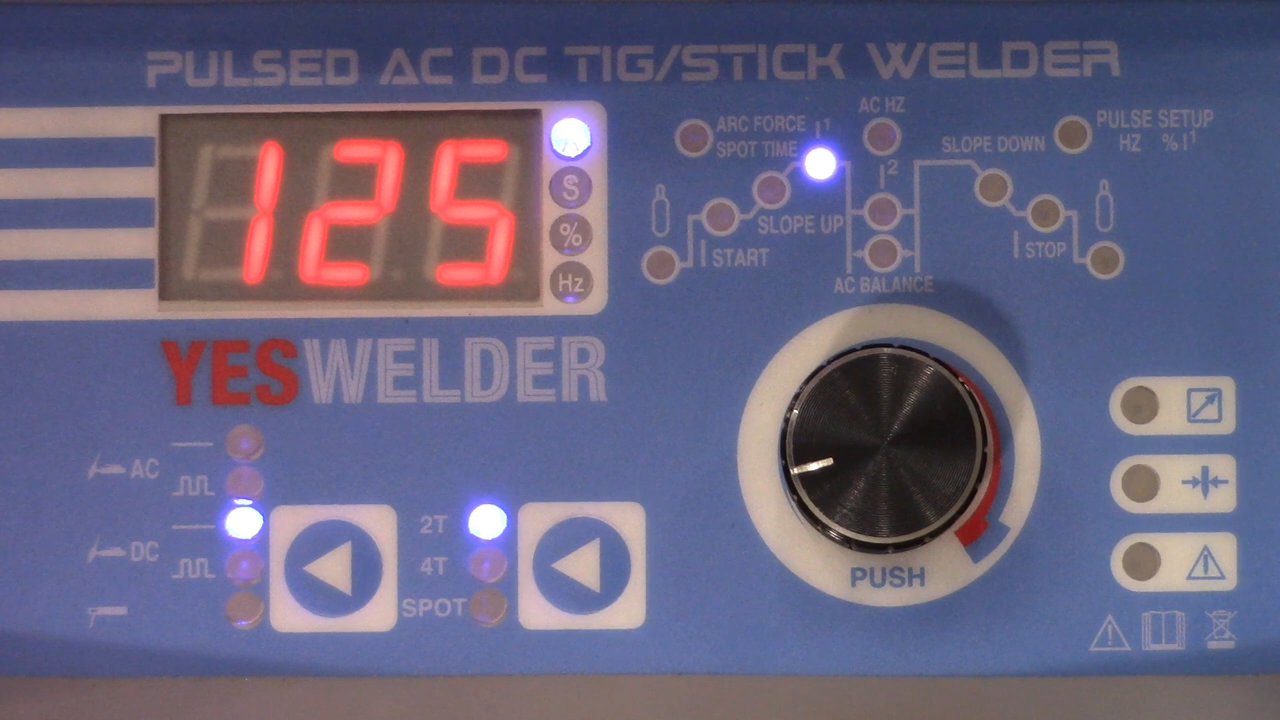 PULSED AC DC TIG/STICK WELDER
125
A
S
%
Hz
ARC FORCE
SPOT TIME
I1
AC HZ
I2
SLOPE DOWN
PULSE SETUP
HZ % I1
SLOPE UP
I START
I STOP
AC BALANCE
YESWELDER
AC
DC
2T
4T
SPOT
PUSH